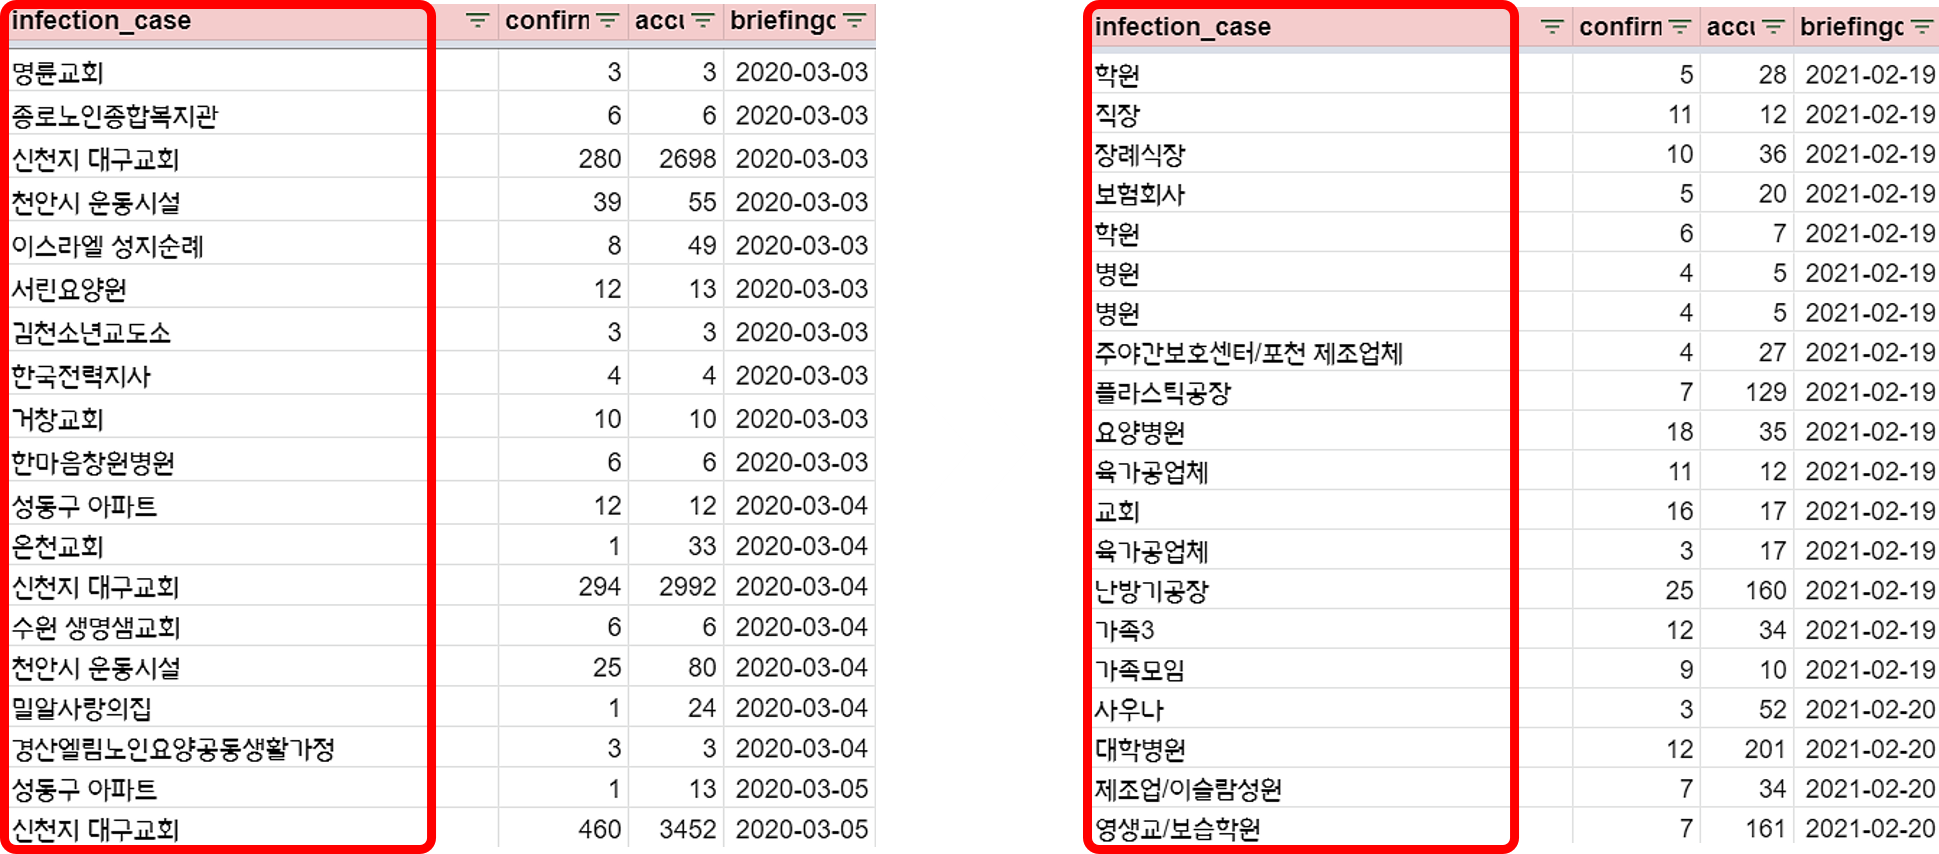 infection_case confirn accu briefingc
명륜교회 3 3 2020-03-03
종로노인종합복지관 6 6 2020-03-03
신천지 대구교회 280 2698 2020-03-03
천안시 운동시설 39 55 2020-03-03
이스라엘 성지순례 8 49 2020-03-03
서린요양원 12 13 2020-03-03
김천소년교도소 3 3 2020-03-03
한국전력지사 4 4 2020-03-03
거창교회 10 10 2020-03-03
한마음창원병원 6 6 2020-03-03
성동구 아파트 12 12 2020-03-04
온천교회 1 33 2020-03-04
신천지 대구교회 294 2992 2020-03-04
수원 생명샘교회 6 6 2020-03-04
천안시 운동시설 25 80 2020-03-04
밀알사랑의집 1 24 2020-03-04
경산엘림노인요양공동생활가정 3 3 2020-03-04
성동구 아파트 1 13 2020-03-05
신천지 대구교회 460 3452 2020-03-05
infection_case confirn accu briefingc
학원 5 28 2021-02-19
직장 11 12 2021-02-19
장례식장 10 36 2021-02-19
보험회사 5 20 2021-02-19
학원 6 7 2021-02-19
병원 4 5 2021-02-19
병원 4 5 2021-02-19
주야간보호센터/포천 제조업체 4 27 2021-02-19
플라스틱공장 7 129 2021-02-19
요양병원 18 35 2021-02-19
육가공업체 11 12 2021-02-19
교회 16 17 2021-02-19
육가공업체 3 17 2021-02-19
난방기공장 25 160 2021-02-19
가족3 12 34 2021-02-19
가족모임 9 10 2021-02-19
사우나 3 52 2021-02-20
대학병원 12 201 2021-02-20
제조업/이슬람성원 7 34 2021-02-20
영생교/보습학원 7 161 2021-02-20